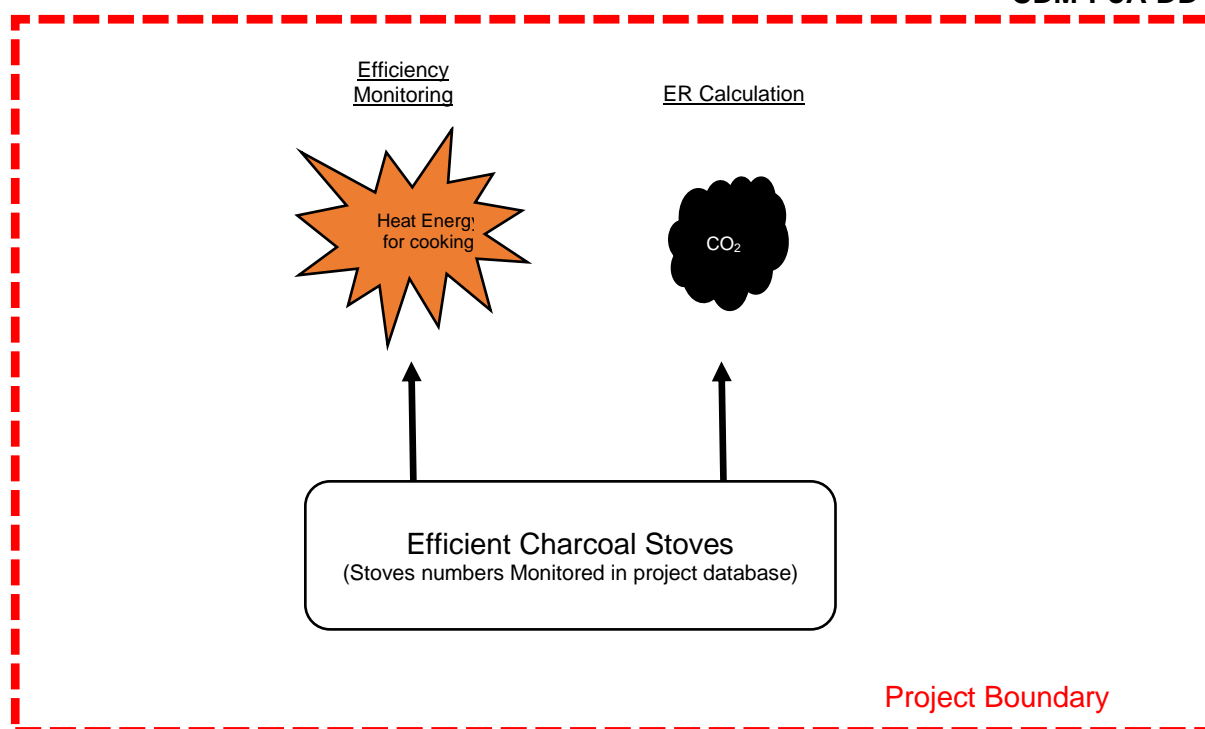 Efficiency
Monitoring
ER Calculation
Heat Energy
for cooking
CO₂
Efficient Charcoal Stoves
(Stoves numbers Monitored in project database)
Project Boundary